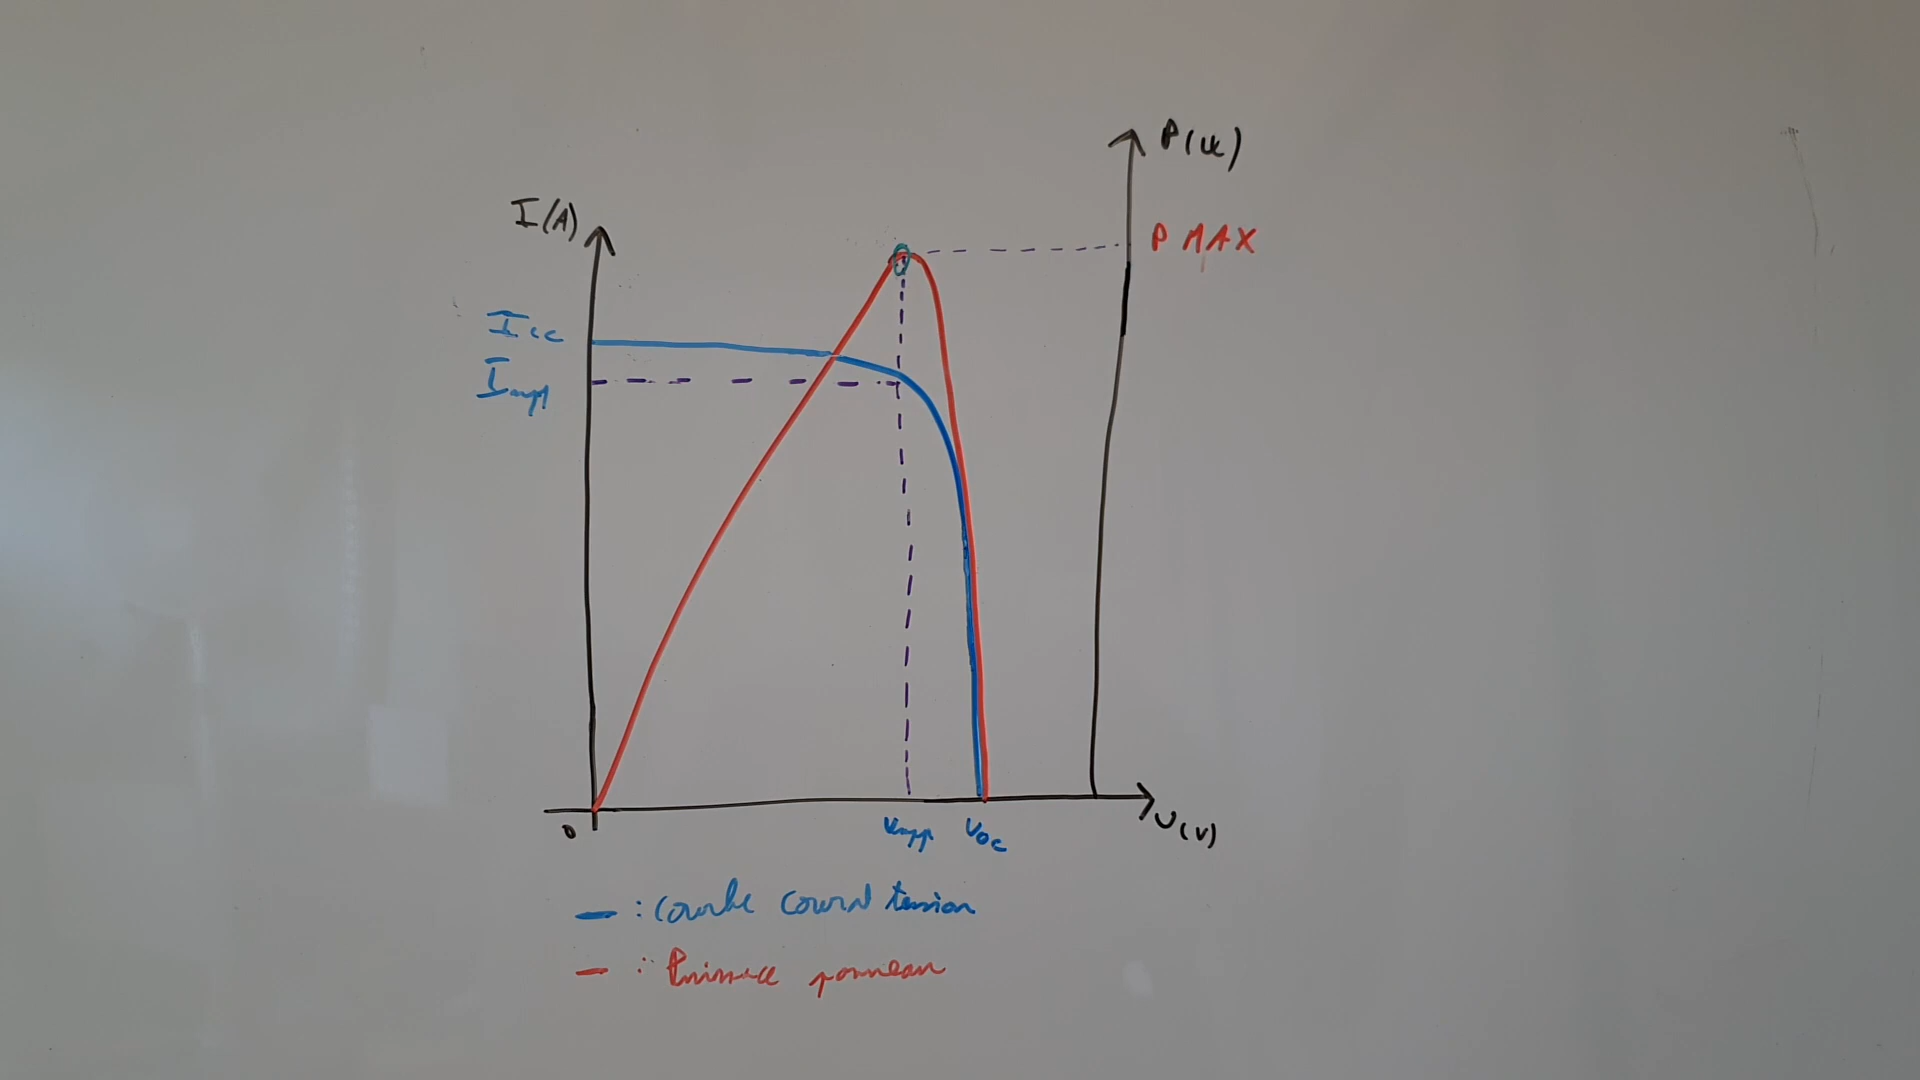 P(W)
I(A)
P MAX
Icc
Impp
0
Vmpp
Voc
U(V)
: courbe courant tension
: Puissance panneau